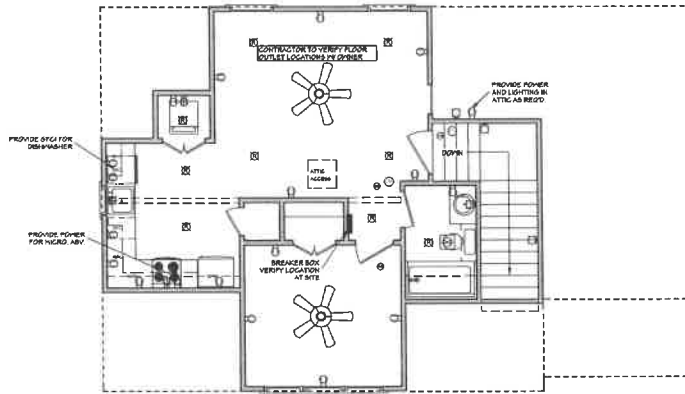 CONTRACTOR TO VERIFY FLOOR
OUTLET LOCATIONS W/ OWNER
PROVIDE POWER
AND LIGHTING IN
ATTIC AS REQ'D.
PROVIDE GFCI FOR
DISHWASHER
DOWN
ATTIC
ACCESS
PROVIDE POWER
FOR MICRO. ABV.
BREAKER BOX
VERIFY LOCATION
AT SITE